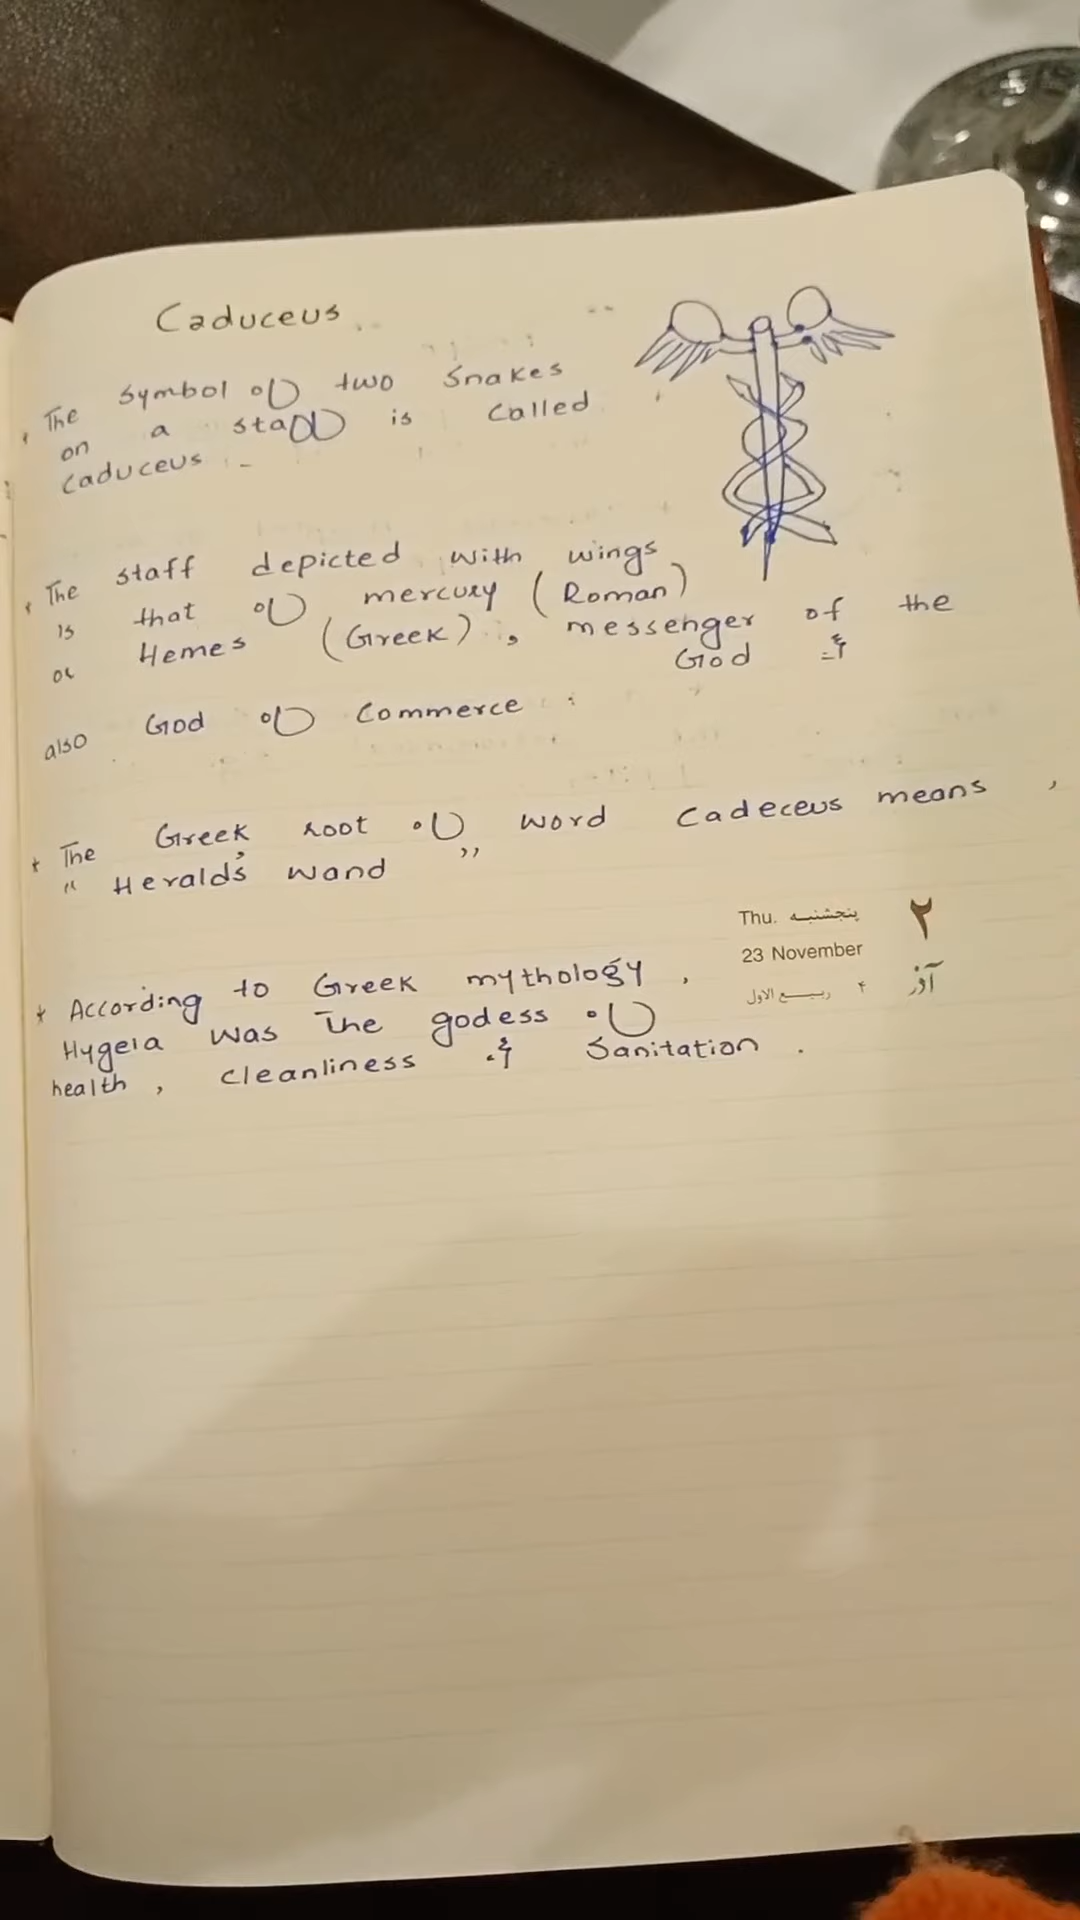 Caduceus
The symbol of two Snakes
on a staff is called
caduceus
The staff depicted with wings
is that of mercury (Roman)
or Hemes (Greek), messenger of the
God &
also God of Commerce
* The Greek root of word Cadeceus means,
" Herald's wand "
Thu. پنجشنبه ۲
23 November
۴ ربیع الاول آذر
* According to Greek mythology,
Hygeia was the godess of
health, cleanliness & Sanitation.